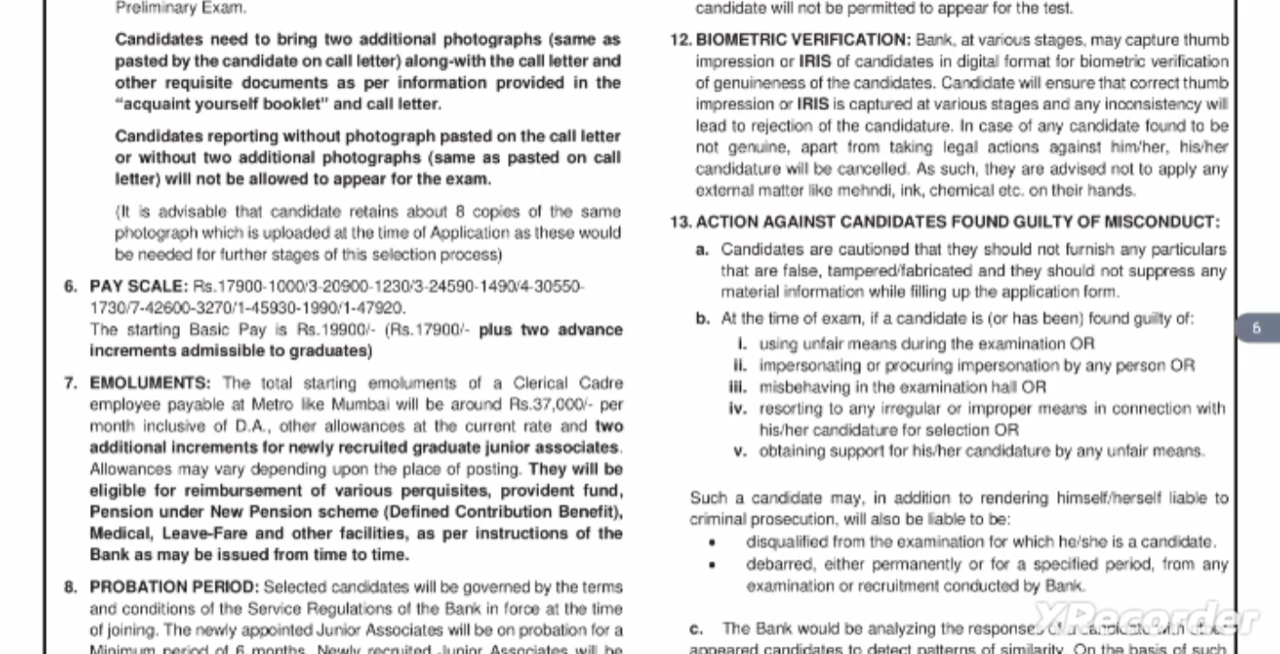 Preliminary Exam.
Candidates need to bring two additional photographs (same as
pasted by the candidate on call letter) along-with the call letter and
other requisite documents as per information provided in the
“acquaint yourself booklet” and call letter.
Candidates reporting without photograph pasted on the call letter
or without two additional photographs (same as pasted on call
letter) will not be allowed to appear for the exam.
(It is advisable that candidate retains about 8 copies of the same
photograph which is uploaded at the time of Application as these would
be needed for further stages of this selection process)
6. PAY SCALE: Rs.17900-1000/3-20900-1230/3-24590-1490/4-30550-
1730/7-42600-3270/1-45930-1990/1-47920.
The starting Basic Pay is Rs.19900/- (Rs.17900/- plus two advance
increments admissible to graduates)
7. EMOLUMENTS: The total starting emoluments of a Clerical Cadre
employee payable at Metro like Mumbai will be around Rs.37,000/- per
month inclusive of D.A., other allowances at the current rate and two
additional increments for newly recruited graduate junior associates.
Allowances may vary depending upon the place of posting. They will be
eligible for reimbursement of various perquisites, provident fund,
Pension under New Pension scheme (Defined Contribution Benefit),
Medical, Leave-Fare and other facilities, as per instructions of the
Bank as may be issued from time to time.
8. PROBATION PERIOD: Selected candidates will be governed by the terms
and conditions of the Service Regulations of the Bank in force at the time
of joining. The newly appointed Junior Associates will be on probation for a
Minimum period of 6 months. Newly recruited Junior Associates will be
candidate will not be permitted to appear for the test.
12. BIOMETRIC VERIFICATION: Bank, at various stages, may capture thumb
impression or IRIS of candidates in digital format for biometric verification
of genuineness of the candidates. Candidate will ensure that correct thumb
impression or IRIS is captured at various stages and any inconsistency will
lead to rejection of the candidature. In case of any candidate found to be
not genuine, apart from taking legal actions against him/her, his/her
candidature will be cancelled. As such, they are advised not to apply any
external matter like mehndi, ink, chemical etc. on their hands.
13. ACTION AGAINST CANDIDATES FOUND GUILTY OF MISCONDUCT:
a. Candidates are cautioned that they should not furnish any particulars
that are false, tampered/fabricated and they should not suppress any
material information while filling up the application form.
b. At the time of exam, if a candidate is (or has been) found guilty of:
i. using unfair means during the examination OR
ii. impersonating or procuring impersonation by any person OR
iii. misbehaving in the examination hall OR
iv. resorting to any irregular or improper means in connection with
his/her candidature for selection OR
v. obtaining support for his/her candidature by any unfair means.
Such a candidate may, in addition to rendering himself/herself liable to
criminal prosecution, will also be liable to be:
• disqualified from the examination for which he/she is a candidate.
• debarred, either permanently or for a specified period, from any
examination or recruitment conducted by Bank.
c. The Bank would be analyzing the responses
appeared candidates to detect patterns of similarity. On the basis of such
6
XRecorder